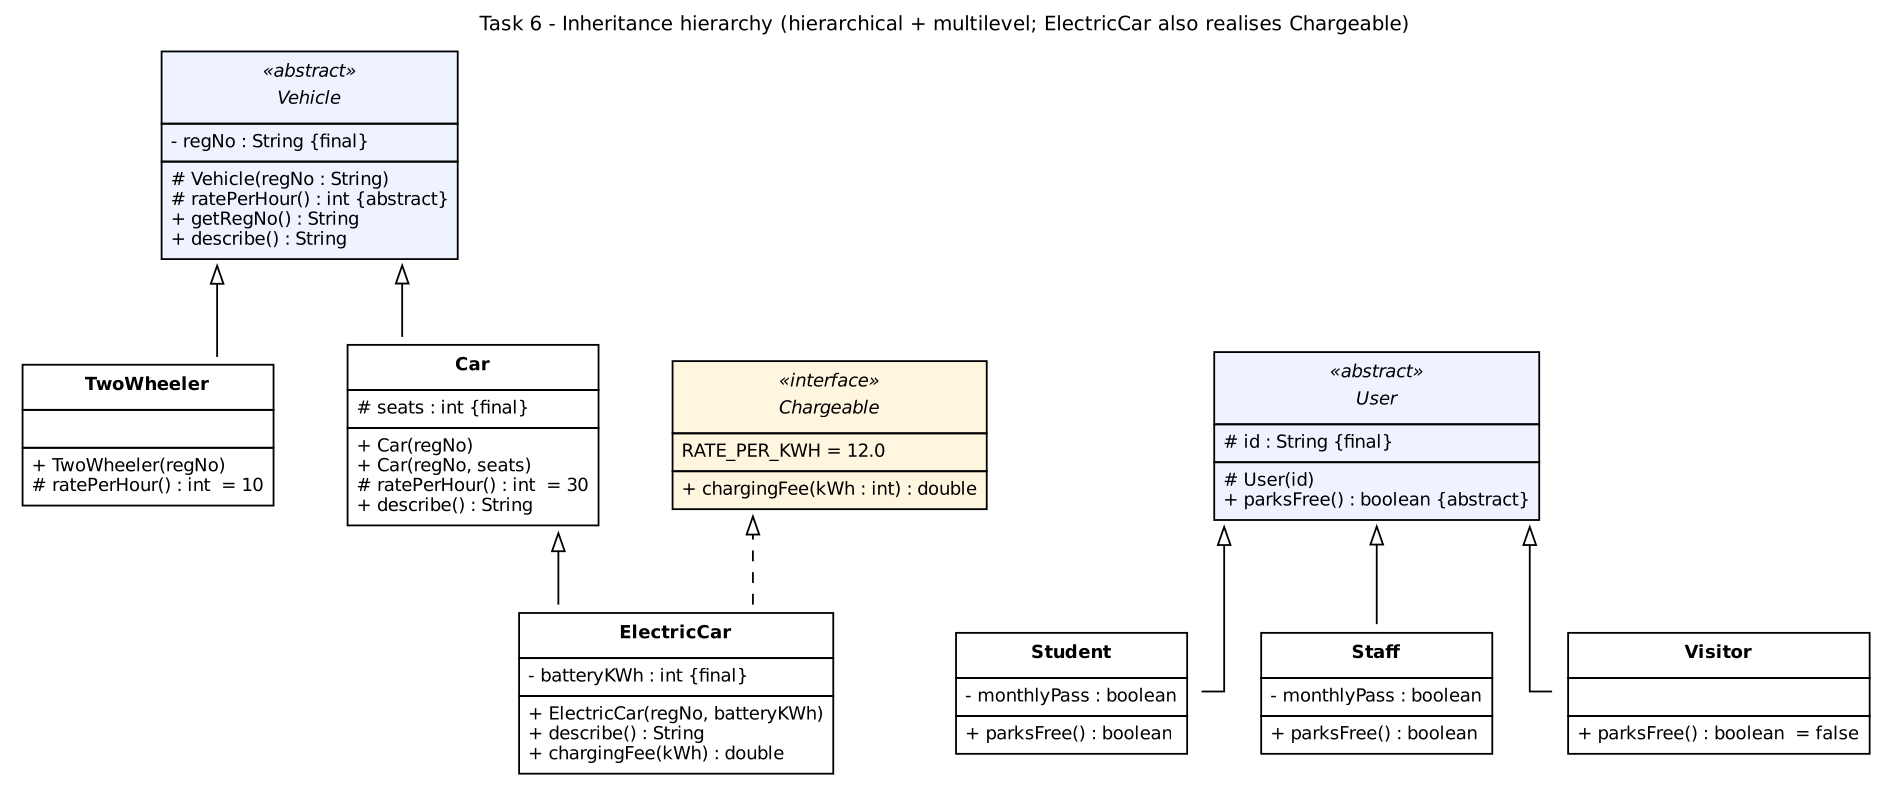 Task 6 - Inheritance hierarchy (hierarchical + multilevel; ElectricCar also realises Chargeable)
«abstract»
Vehicle
- regNo : String {final}
# Vehicle(regNo : String)
# ratePerHour() : int {abstract}
+ getRegNo() : String
+ describe() : String
TwoWheeler
+ TwoWheeler(regNo)
# ratePerHour() : int  = 10
Car
# seats : int {final}
+ Car(regNo)
+ Car(regNo, seats)
# ratePerHour() : int  = 30
+ describe() : String
«interface»
Chargeable
RATE_PER_KWH = 12.0
+ chargingFee(kWh : int) : double
«abstract»
User
# id : String {final}
# User(id)
+ parksFree() : boolean {abstract}
ElectricCar
- batteryKWh : int {final}
+ ElectricCar(regNo, batteryKWh)
+ describe() : String
+ chargingFee(kWh) : double
Student
- monthlyPass : boolean
+ parksFree() : boolean
Staff
- monthlyPass : boolean
+ parksFree() : boolean
Visitor
+ parksFree() : boolean  = false